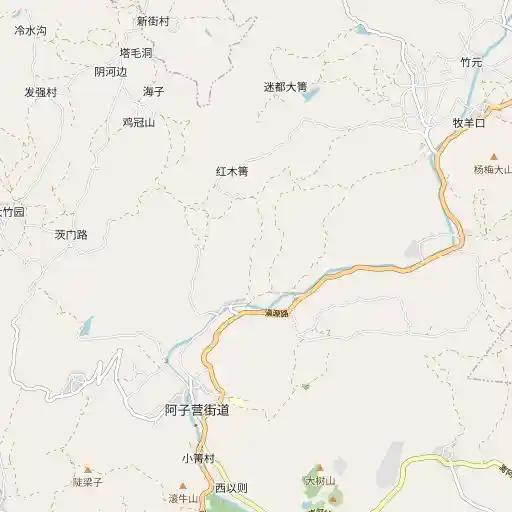 新街村
冷水沟
塔毛洞
竹元
阴河边
迷都大箐
发强村
海子
鸡冠山
牧羊口
红木箐
杨梅大山
大竹园
茨门路
滇源路
阿子营街道
小箐村
陡梁子
大树山
西以则
滚牛山